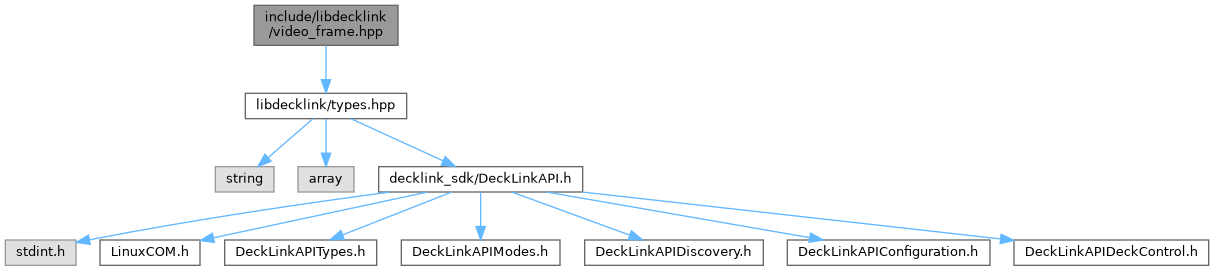 include/libdecklink
/video_frame.hpp
libdecklink/types.hpp
string
array
decklink_sdk/DeckLinkAPI.h
stdint.h
LinuxCOM.h
DeckLinkAPITypes.h
DeckLinkAPIModes.h
DeckLinkAPIDiscovery.h
DeckLinkAPIConfiguration.h
DeckLinkAPIDeckControl.h